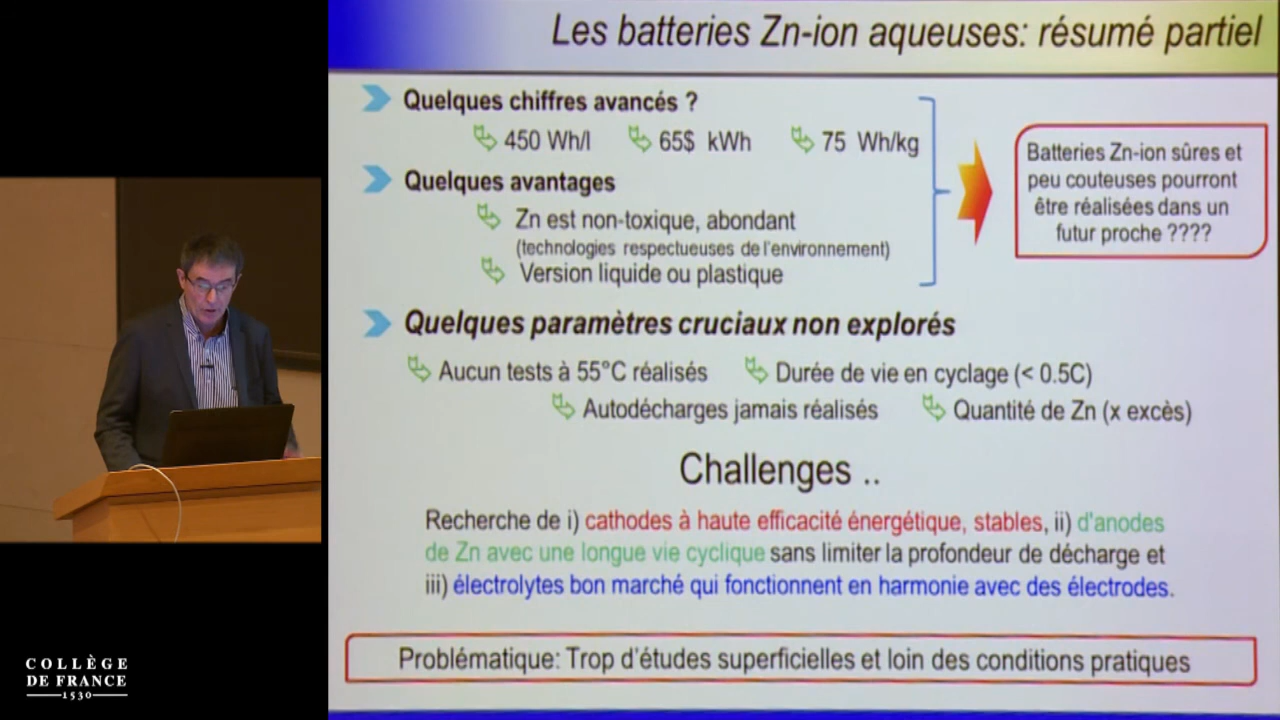 Les batteries Zn-ion aqueuses: résumé partiel
Quelques chiffres avancés ?
450 Wh/l 65$ kWh 75 Wh/kg
Quelques avantages
Zn est non-toxique, abondant
(technologies respectueuses de l'environnement)
Version liquide ou plastique
Batteries Zn-ion sûres et
peu couteuses pourront
être réalisées dans un
futur proche ????
Quelques paramètres cruciaux non explorés
Aucun tests à 55°C réalisés Durée de vie en cyclage (< 0.5C)
Autodécharges jamais réalisés Quantité de Zn (x excès)
Challenges ..
Recherche de i) cathodes à haute efficacité énergétique, stables, ii) d'anodes
de Zn avec une longue vie cyclique sans limiter la profondeur de décharge et
iii) électrolytes bon marché qui fonctionnent en harmonie avec des électrodes.
Problématique: Trop d'études superficielles et loin des conditions pratiques
COLLÈGE
DE FRANCE
1530